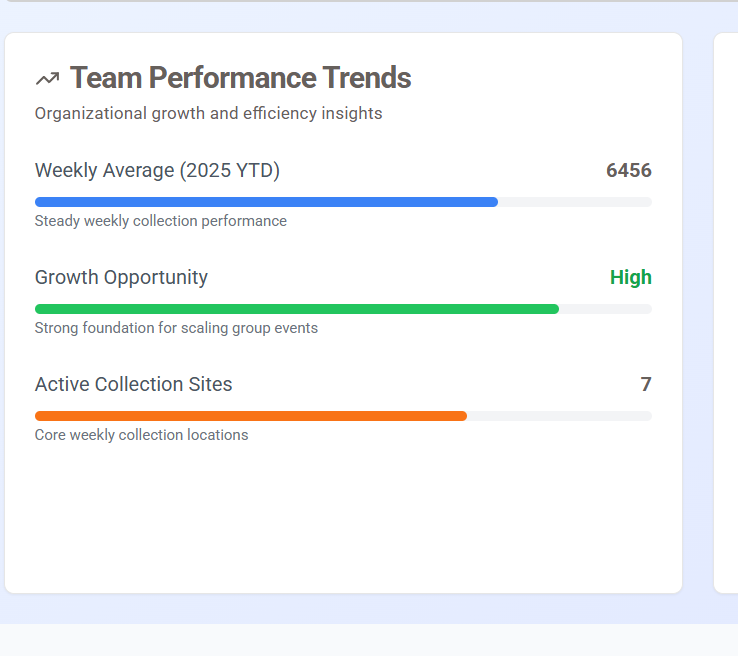 Team Performance Trends
Organizational growth and efficiency insights
Weekly Average (2025 YTD) 6456
Steady weekly collection performance
Growth Opportunity High
Strong foundation for scaling group events
Active Collection Sites 7
Core weekly collection locations